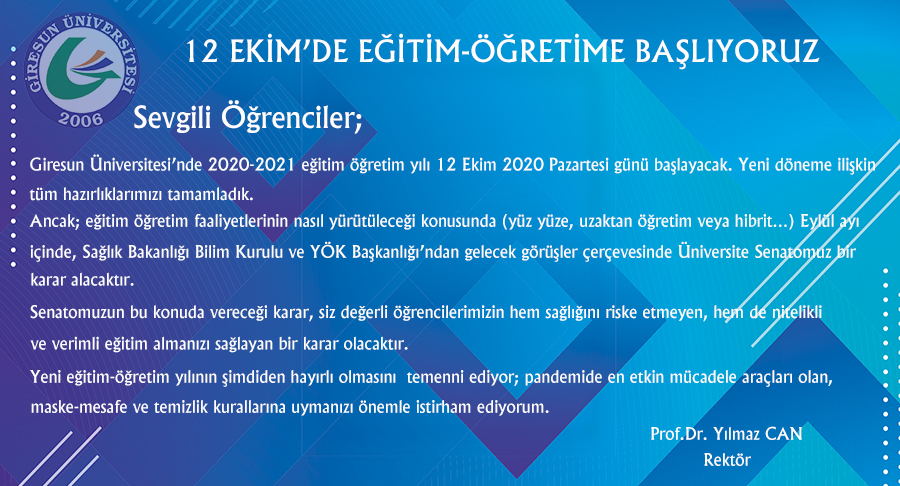 GİRESUN ÜNİVERSİTESİ
2006
12 EKİM’DE EĞİTİM-ÖĞRETİME BAŞLIYORUZ
Sevgili Öğrenciler;
Giresun Üniversitesi’nde 2020-2021 eğitim öğretim yılı 12 Ekim 2020 Pazartesi günü başlayacak. Yeni döneme ilişkin
tüm hazırlıklarımızı tamamladık.
Ancak; eğitim öğretim faaliyetlerinin nasıl yürütüleceği konusunda (yüz yüze, uzaktan öğretim veya hibrit...) Eylül ayı
içinde, Sağlık Bakanlığı Bilim Kurulu ve YÖK Başkanlığı’ndan gelecek görüşler çerçevesinde Üniversite Senatomuz bir
karar alacaktır.
Senatomuzun bu konuda vereceği karar, siz değerli öğrencilerimizin hem sağlığını riske etmeyen, hem de nitelikli
ve verimli eğitim almanızı sağlayan bir karar olacaktır.
Yeni eğitim-öğretim yılının şimdiden hayırlı olmasını temenni ediyor; pandemide en etkin mücadele araçları olan,
maske-mesafe ve temizlik kurallarına uymanızı önemle istirham ediyorum.
Prof.Dr. Yılmaz CAN
Rektör